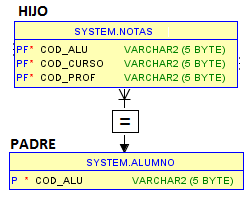 HIJO
SYSTEM.NOTAS
PF* COD_ALU VARCHAR2 (5 BYTE)
PF* COD_CURSO VARCHAR2 (5 BYTE)
PF* COD_PROF VARCHAR2 (5 BYTE)
=
PADRE
SYSTEM.ALUMNO
P * COD_ALU VARCHAR2 (5 BYTE)